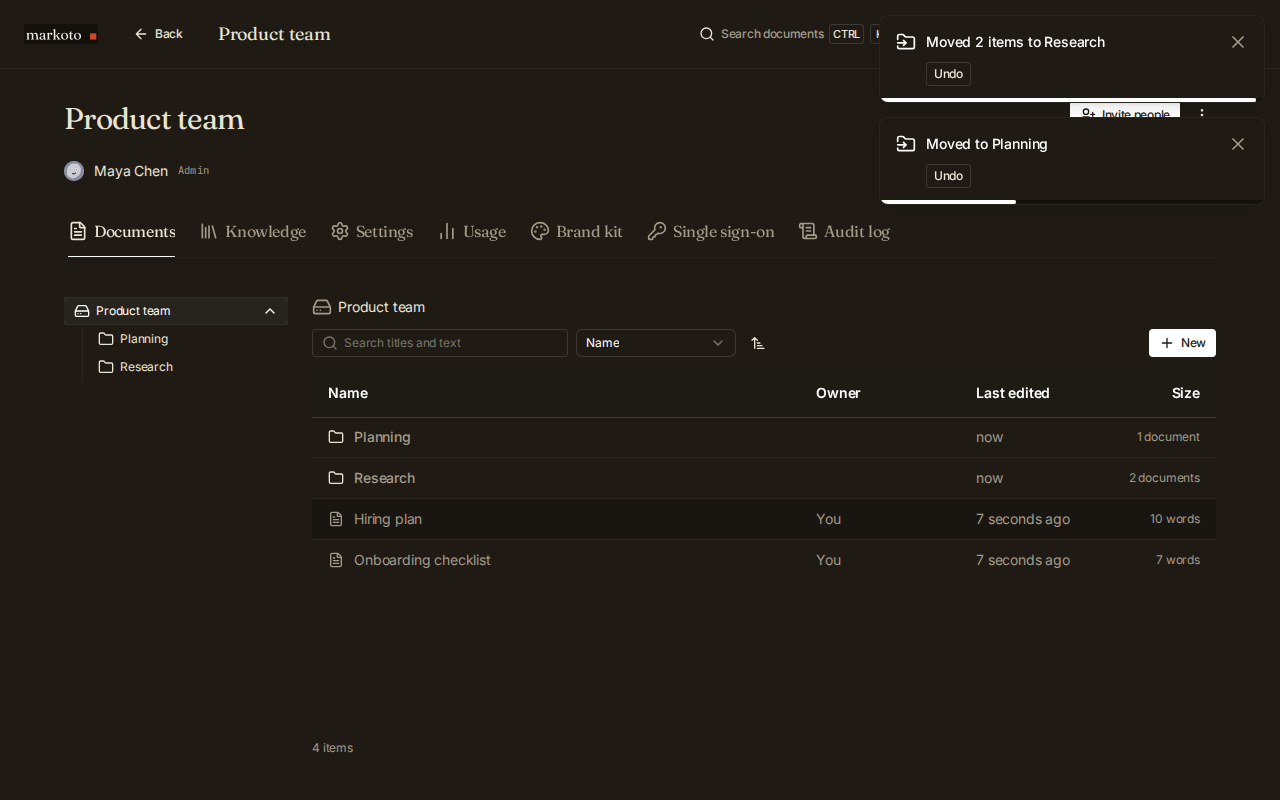 markoto
Back
Product team
Search documents CTRL
Moved 2 items to Research
Undo
Product team
Invite people
Moved to Planning
Undo
Maya Chen Admin
Documents Knowledge Settings Usage Brand kit Single sign-on Audit log
Product team
Planning
Research
Product team
Search titles and text
Name
New
Name Owner Last edited Size
Planning now 1 document
Research now 2 documents
Hiring plan You 7 seconds ago 10 words
Onboarding checklist You 7 seconds ago 7 words
4 items